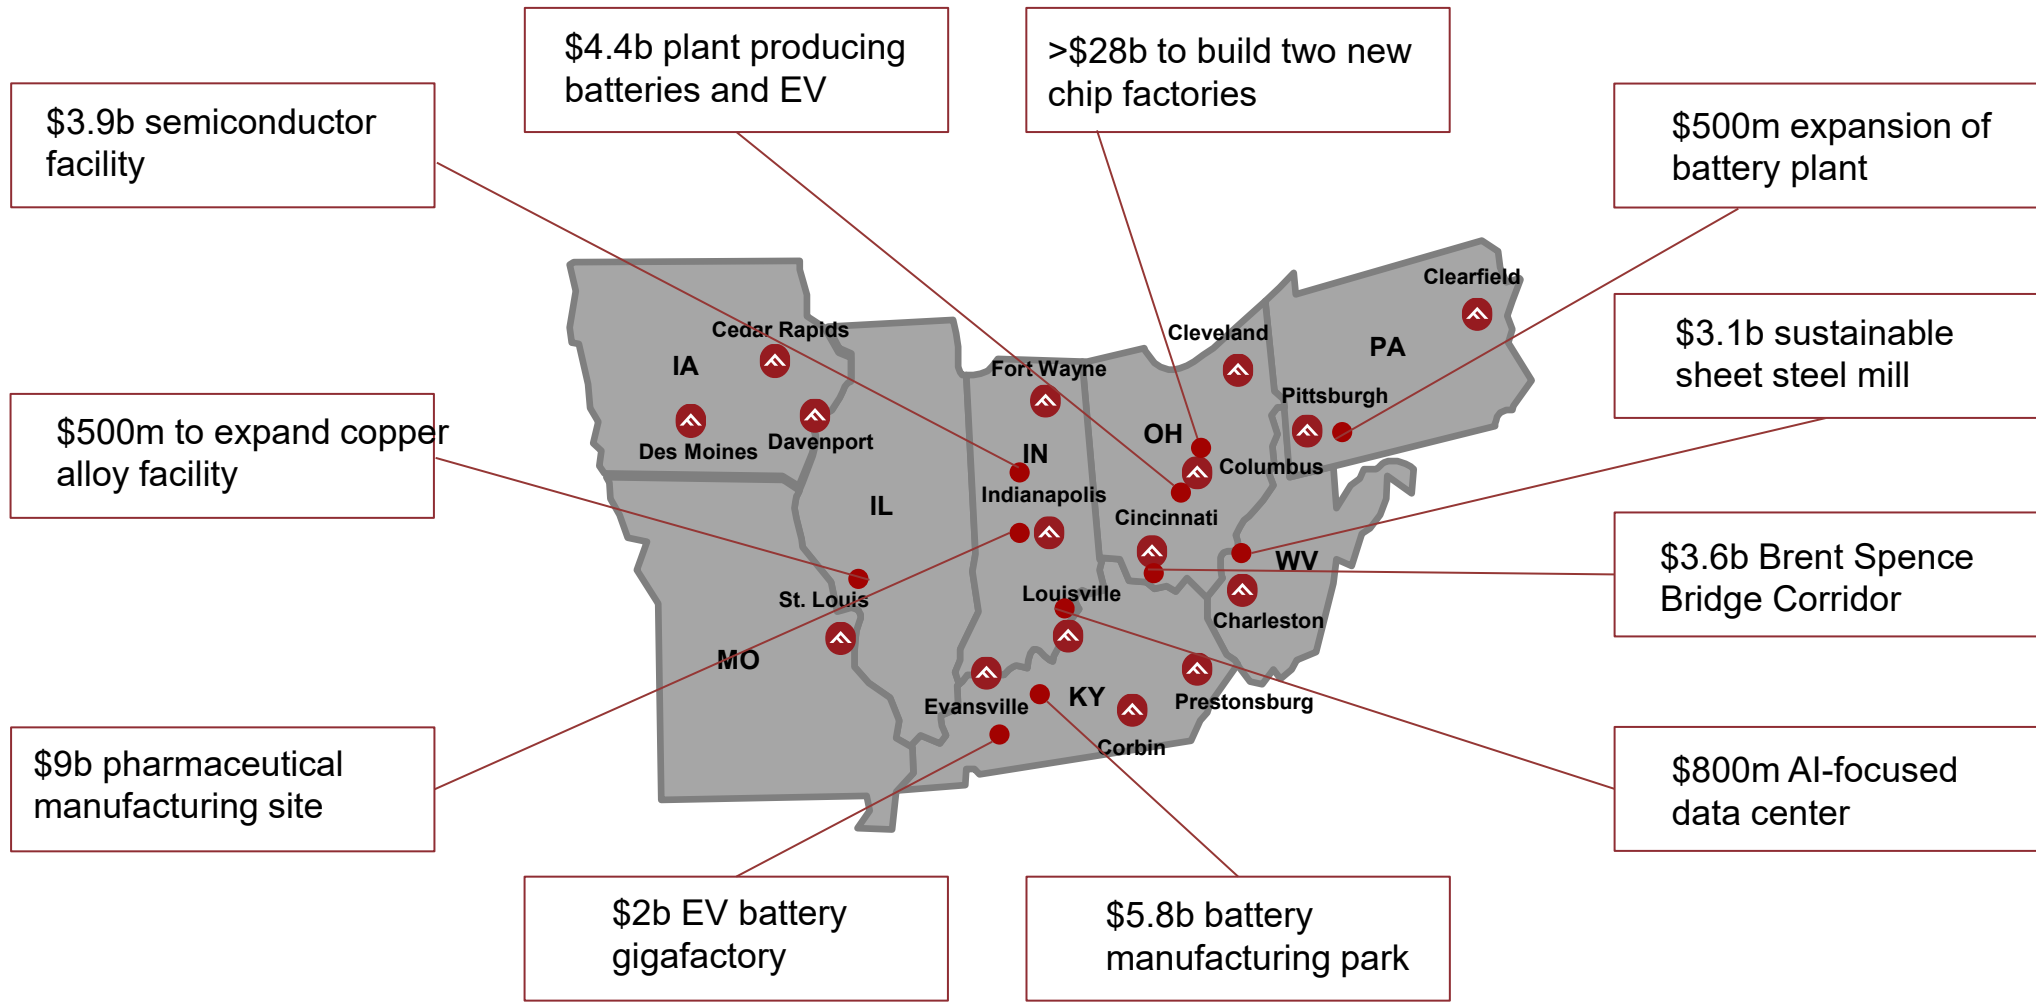 $4.4b plant producing
batteries and EV
>$28b to build two new
chip factories
$3.9b semiconductor
facility
$500m expansion of
battery plant
$3.1b sustainable
sheet steel mill
$500m to expand copper
alloy facility
$3.6b Brent Spence
Bridge Corridor
$9b pharmaceutical
manufacturing site
$800m AI-focused
data center
$2b EV battery
gigafactory
$5.8b battery
manufacturing park
Clearfield
Cedar Rapids
Cleveland
IA
PA
Fort Wayne
Pittsburgh
Des Moines
Davenport
OH
IN
Columbus
Indianapolis
IL
Cincinnati
WV
St. Louis
Louisville
Charleston
MO
KY
Evansville
Prestonsburg
Corbin